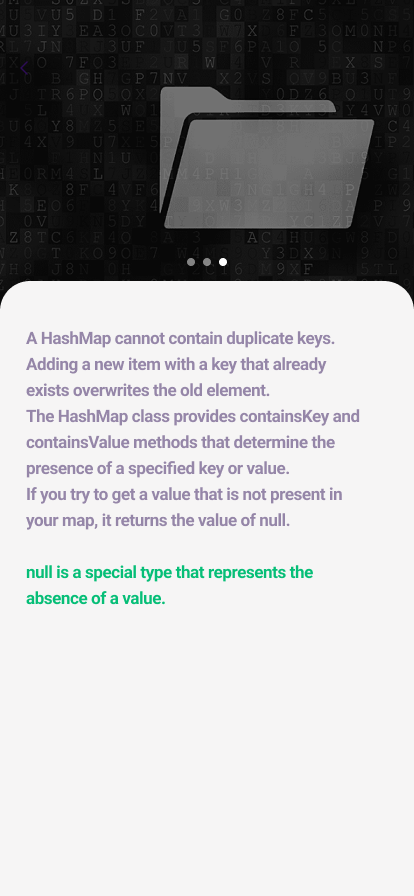 A HashMap cannot contain duplicate keys.
Adding a new item with a key that already
exists overwrites the old element.
The HashMap class provides containsKey and
containsValue methods that determine the
presence of a specified key or value.
If you try to get a value that is not present in
your map, it returns the value of null.
null is a special type that represents the
absence of a value.